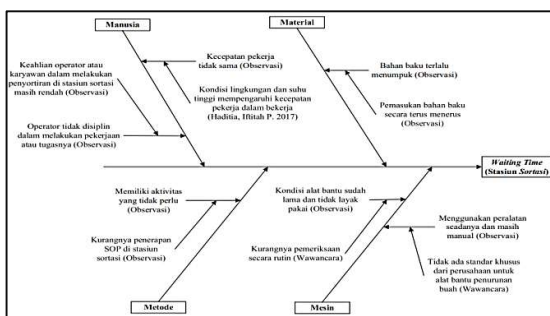 Manusia
Material
Kecepatan pekerja
tidak sama (Observasi)
Bahan baku terlalu
menumpuk (Observasi)
Keahlian operator atau
karyawan dalam melakukan
penyortiran di stasiun sortasi
masih rendah (Observasi)
Kondisi lingkungan dan suhu
tinggi mempengaruhi kecepatan
pekerja dalam bekerja
(Haditia, Iftitah P. 2017)
Pemasukan bahan baku
secara terus menerus
(Observasi)
Operator tidak disiplin
dalam melakukan pekerjaan
atau tugasnya (Observasi)
Waiting Time
(Stasiun Sortasi)
Memiliki aktivitas
yang tidak perlu
(Observasi)
Kondisi alat bantu sudah
lama dan tidak layak
pakai (Observasi)
Menggunakan peralatan
seadanya dan masih
manual (Observasi)
Kurangnya penerapan
SOP di stasiun
sortasi (Observasi)
Kurangnya pemeriksaan
secara rutin (Wawancara)
Tidak ada standar khusus
dari perusahaan untuk
alat bantu penurunan
buah (Wawancara)
Metode
Mesin